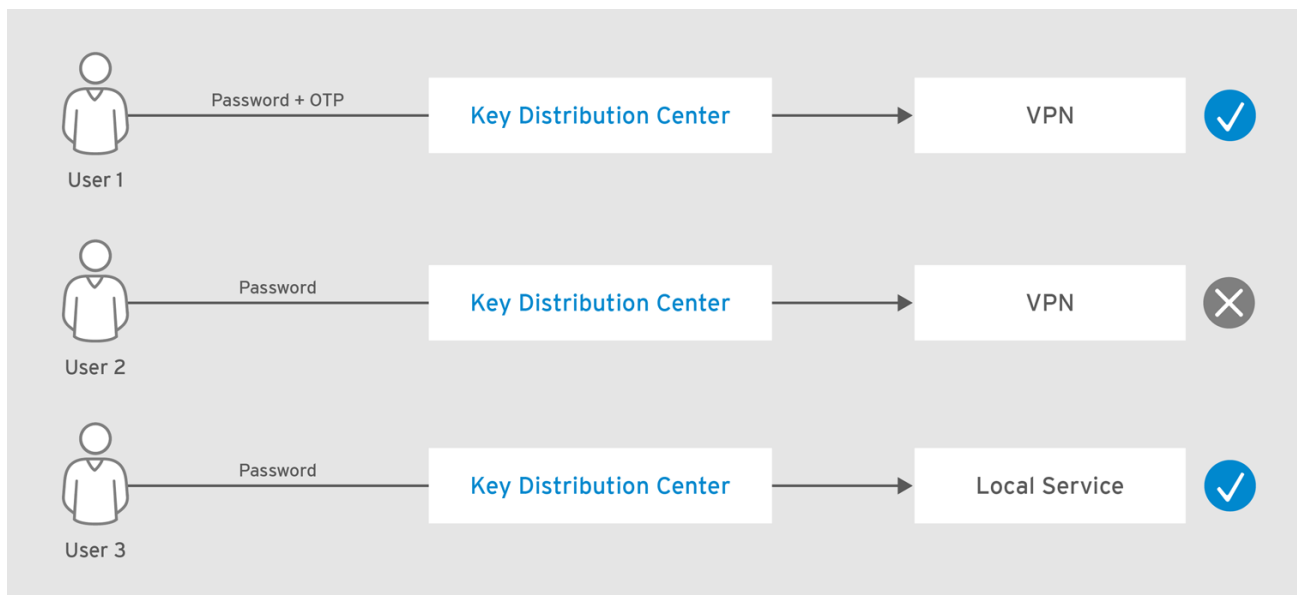 Password + OTP
Key Distribution Center
VPN
User 1
Password
Key Distribution Center
VPN
User 2
Password
Key Distribution Center
Local Service
User 3